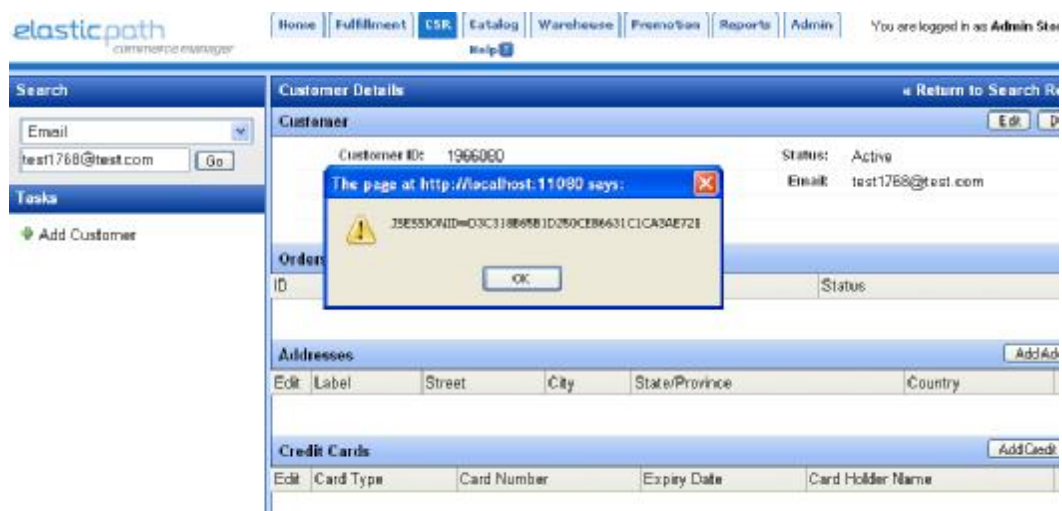 elasticpath
commerce manager
Home Fulfillment CSR Catalog Warehouse Promotion Reports Admin
Help
You are logged in as Admin
Search
Email
test1768@test.com Go
Tasks
Add Customer
Customer Details « Return to Search
Customer Edit
Customer ID: 1966080 Status: Active
Email: test1768@test.com
The page at http://localhost:11080 says:
OK
Orders
ID Status
Addresses Add
Edit Label Street City State/Province Country
Credit Cards Add Credit
Edit Card Type Card Number Expiry Date Card Holder Name